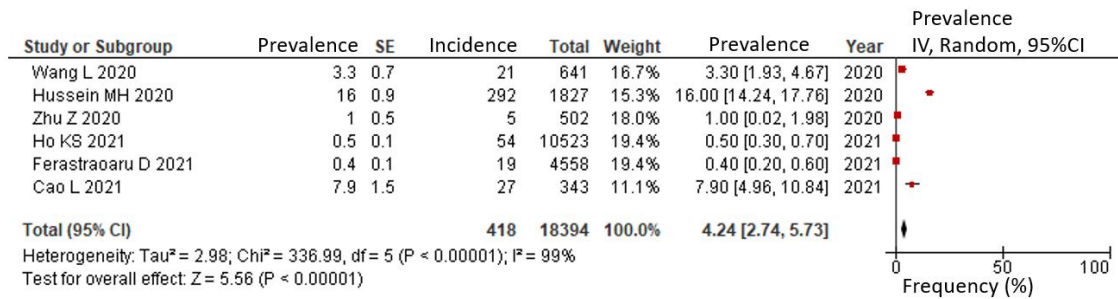 Prevalence
Study or Subgroup Prevalence SE Incidence Total Weight Prevalence Year IV, Random, 95%CI
Wang L 2020 3.3 0.7 21 641 16.7% 3.30 [1.93, 4.67] 2020
Hussein MH 2020 16 0.9 292 1827 15.3% 16.00 [14.24, 17.76] 2020
Zhu Z 2020 1 0.5 5 502 18.0% 1.00 [0.02, 1.98] 2020
Ho KS 2021 0.5 0.1 54 10523 19.4% 0.50 [0.30, 0.70] 2021
Ferastraoaru D 2021 0.4 0.1 19 4558 19.4% 0.40 [0.20, 0.60] 2021
Cao L 2021 7.9 1.5 27 343 11.1% 7.90 [4.96, 10.84] 2021
Total (95% CI) 418 18394 100.0% 4.24 [2.74, 5.73]
Heterogeneity: Tau² = 2.98; Chi² = 336.99, df = 5 (P < 0.00001); I² = 99%
Test for overall effect: Z = 5.56 (P < 0.00001)
0 50 100
Frequency (%)